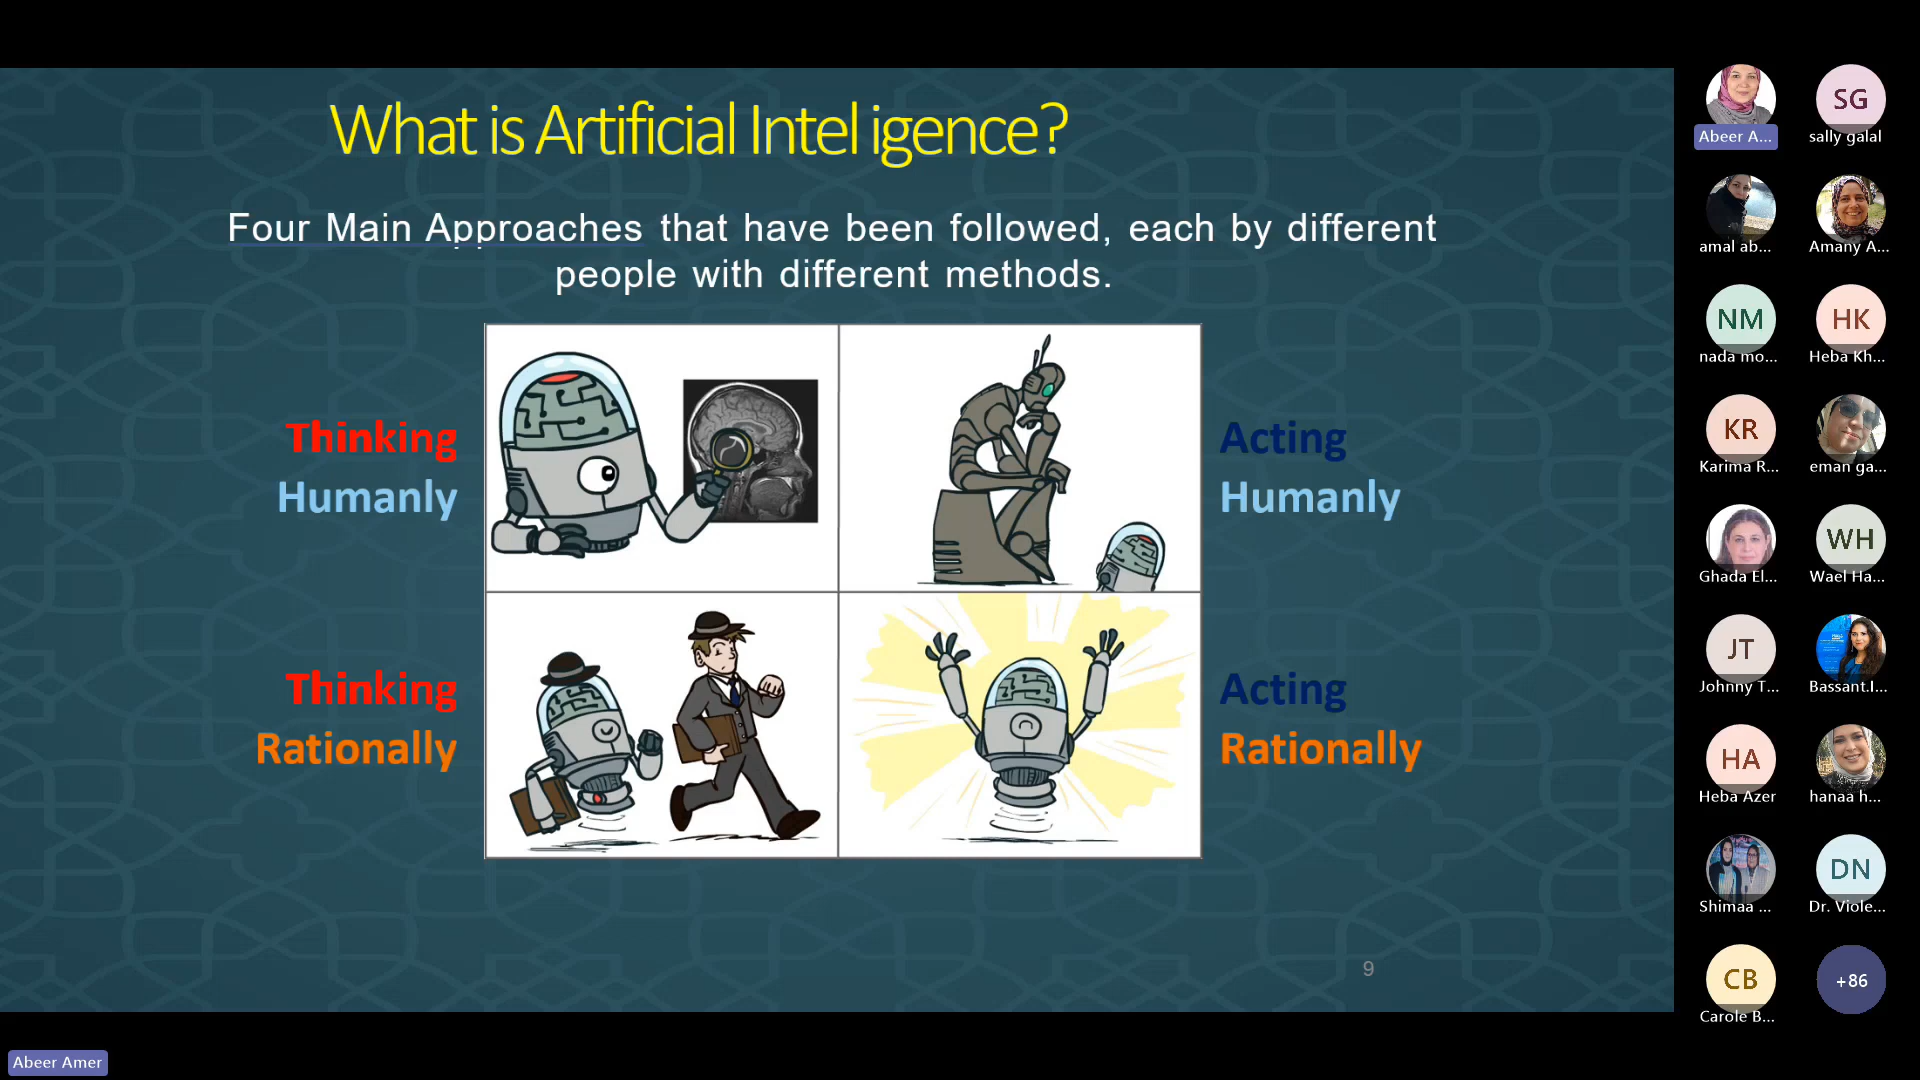 What is Artificial Intel igence?
Four Main Approaches that have been followed, each by different
people with different methods.
Thinking
Humanly
Acting
Humanly
Thinking
Rationally
Acting
Rationally
9
Abeer A...
SG
sally galal
amal ab...
Amany A...
NM
nada mo...
HK
Heba Kh...
KR
Karima R...
eman ga...
Ghada El...
WH
Wael Ha...
JT
Johnny T...
Bassant.I...
HA
Heba Azer
hanaa h...
Shimaa ...
DN
Dr. Viole...
CB
Carole B...
+86
Abeer Amer